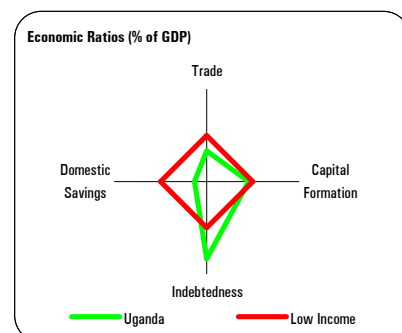 Economic Ratios (% of GDP)
Trade
Domestic
Savings
Capital
Formation
Indebtedness
Uganda
Low Income